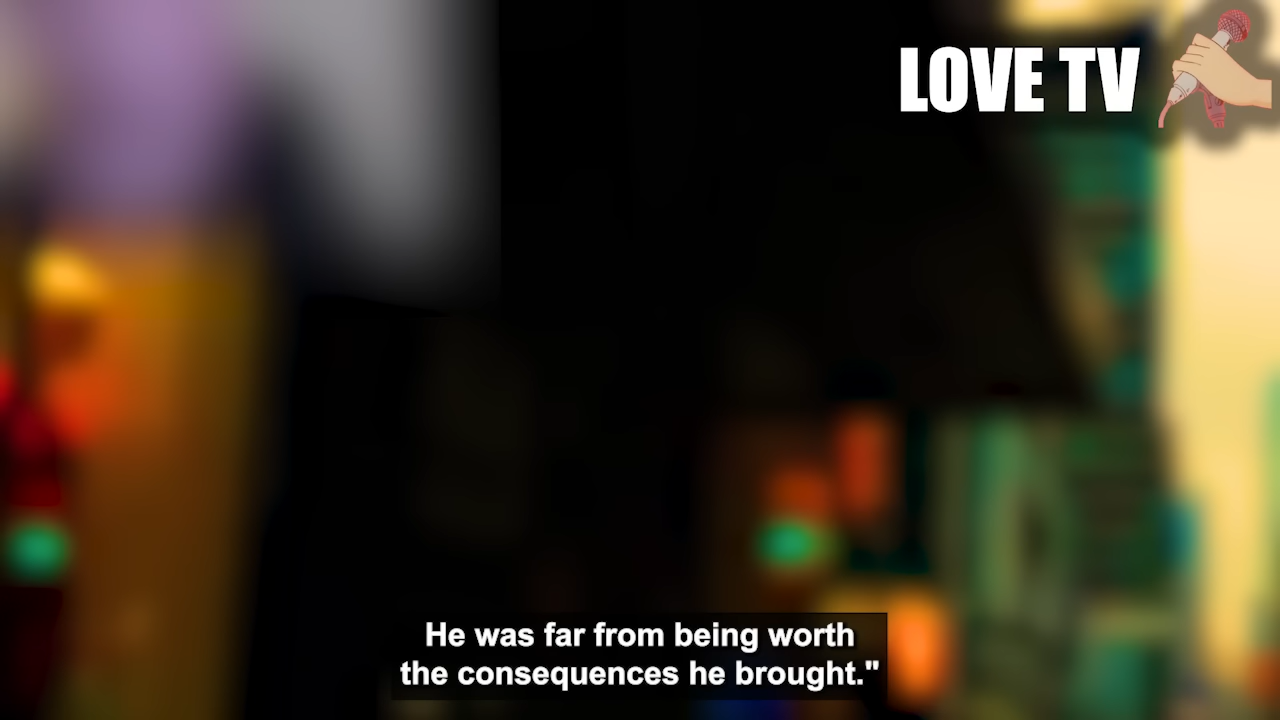 LOVE TV
He was far from being worth
the consequences he brought."